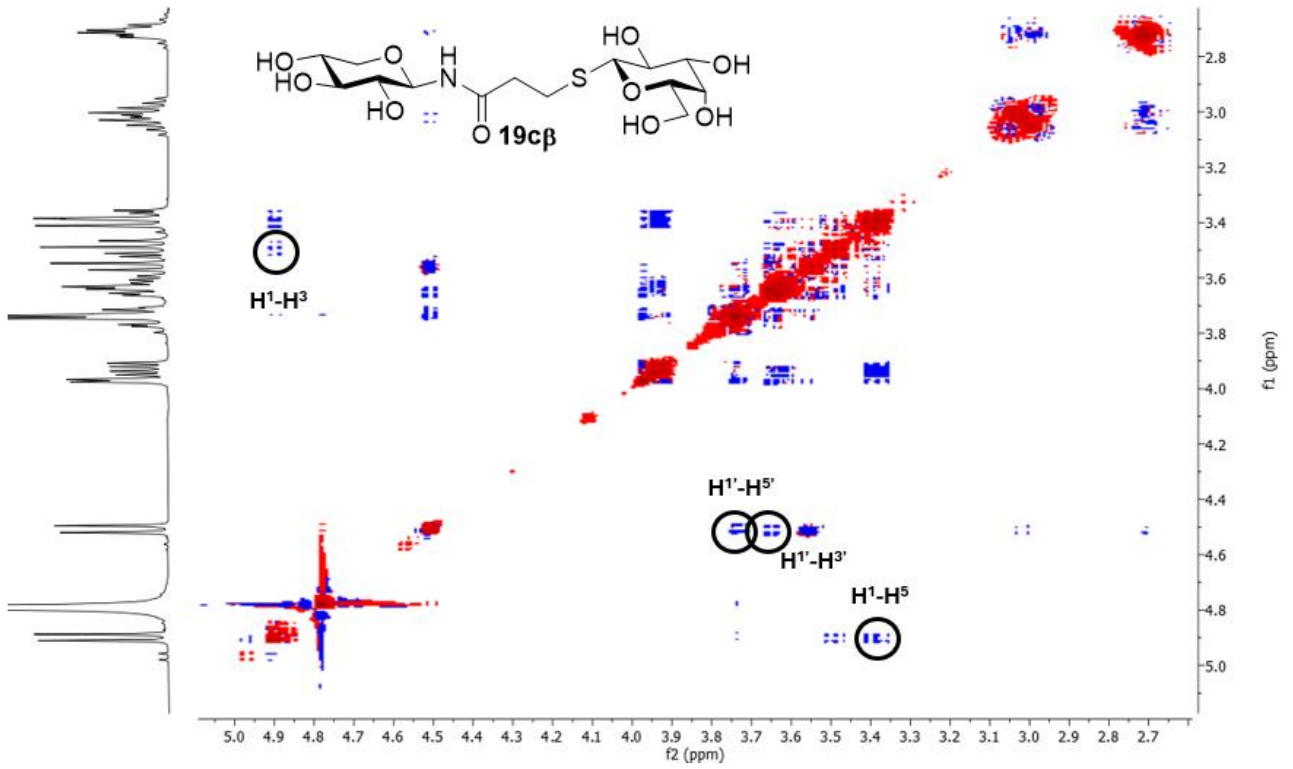 HO
O
H
N
HO
HO
O
S
HO
OH
O
HO
OH
19cβ
H¹-H³
H¹'-H⁵'
H¹'-H³'
H¹-H⁵
2.8
3.0
3.2
3.4
3.6
3.8
4.0
4.2
4.4
4.6
4.8
5.0
f1 (ppm)
5.0 4.9 4.8 4.7 4.6 4.5 4.4 4.3 4.2 4.1 4.0 3.9 3.8 3.7 3.6 3.5 3.4 3.3 3.2 3.1 3.0 2.9 2.8 2.7
f2 (ppm)